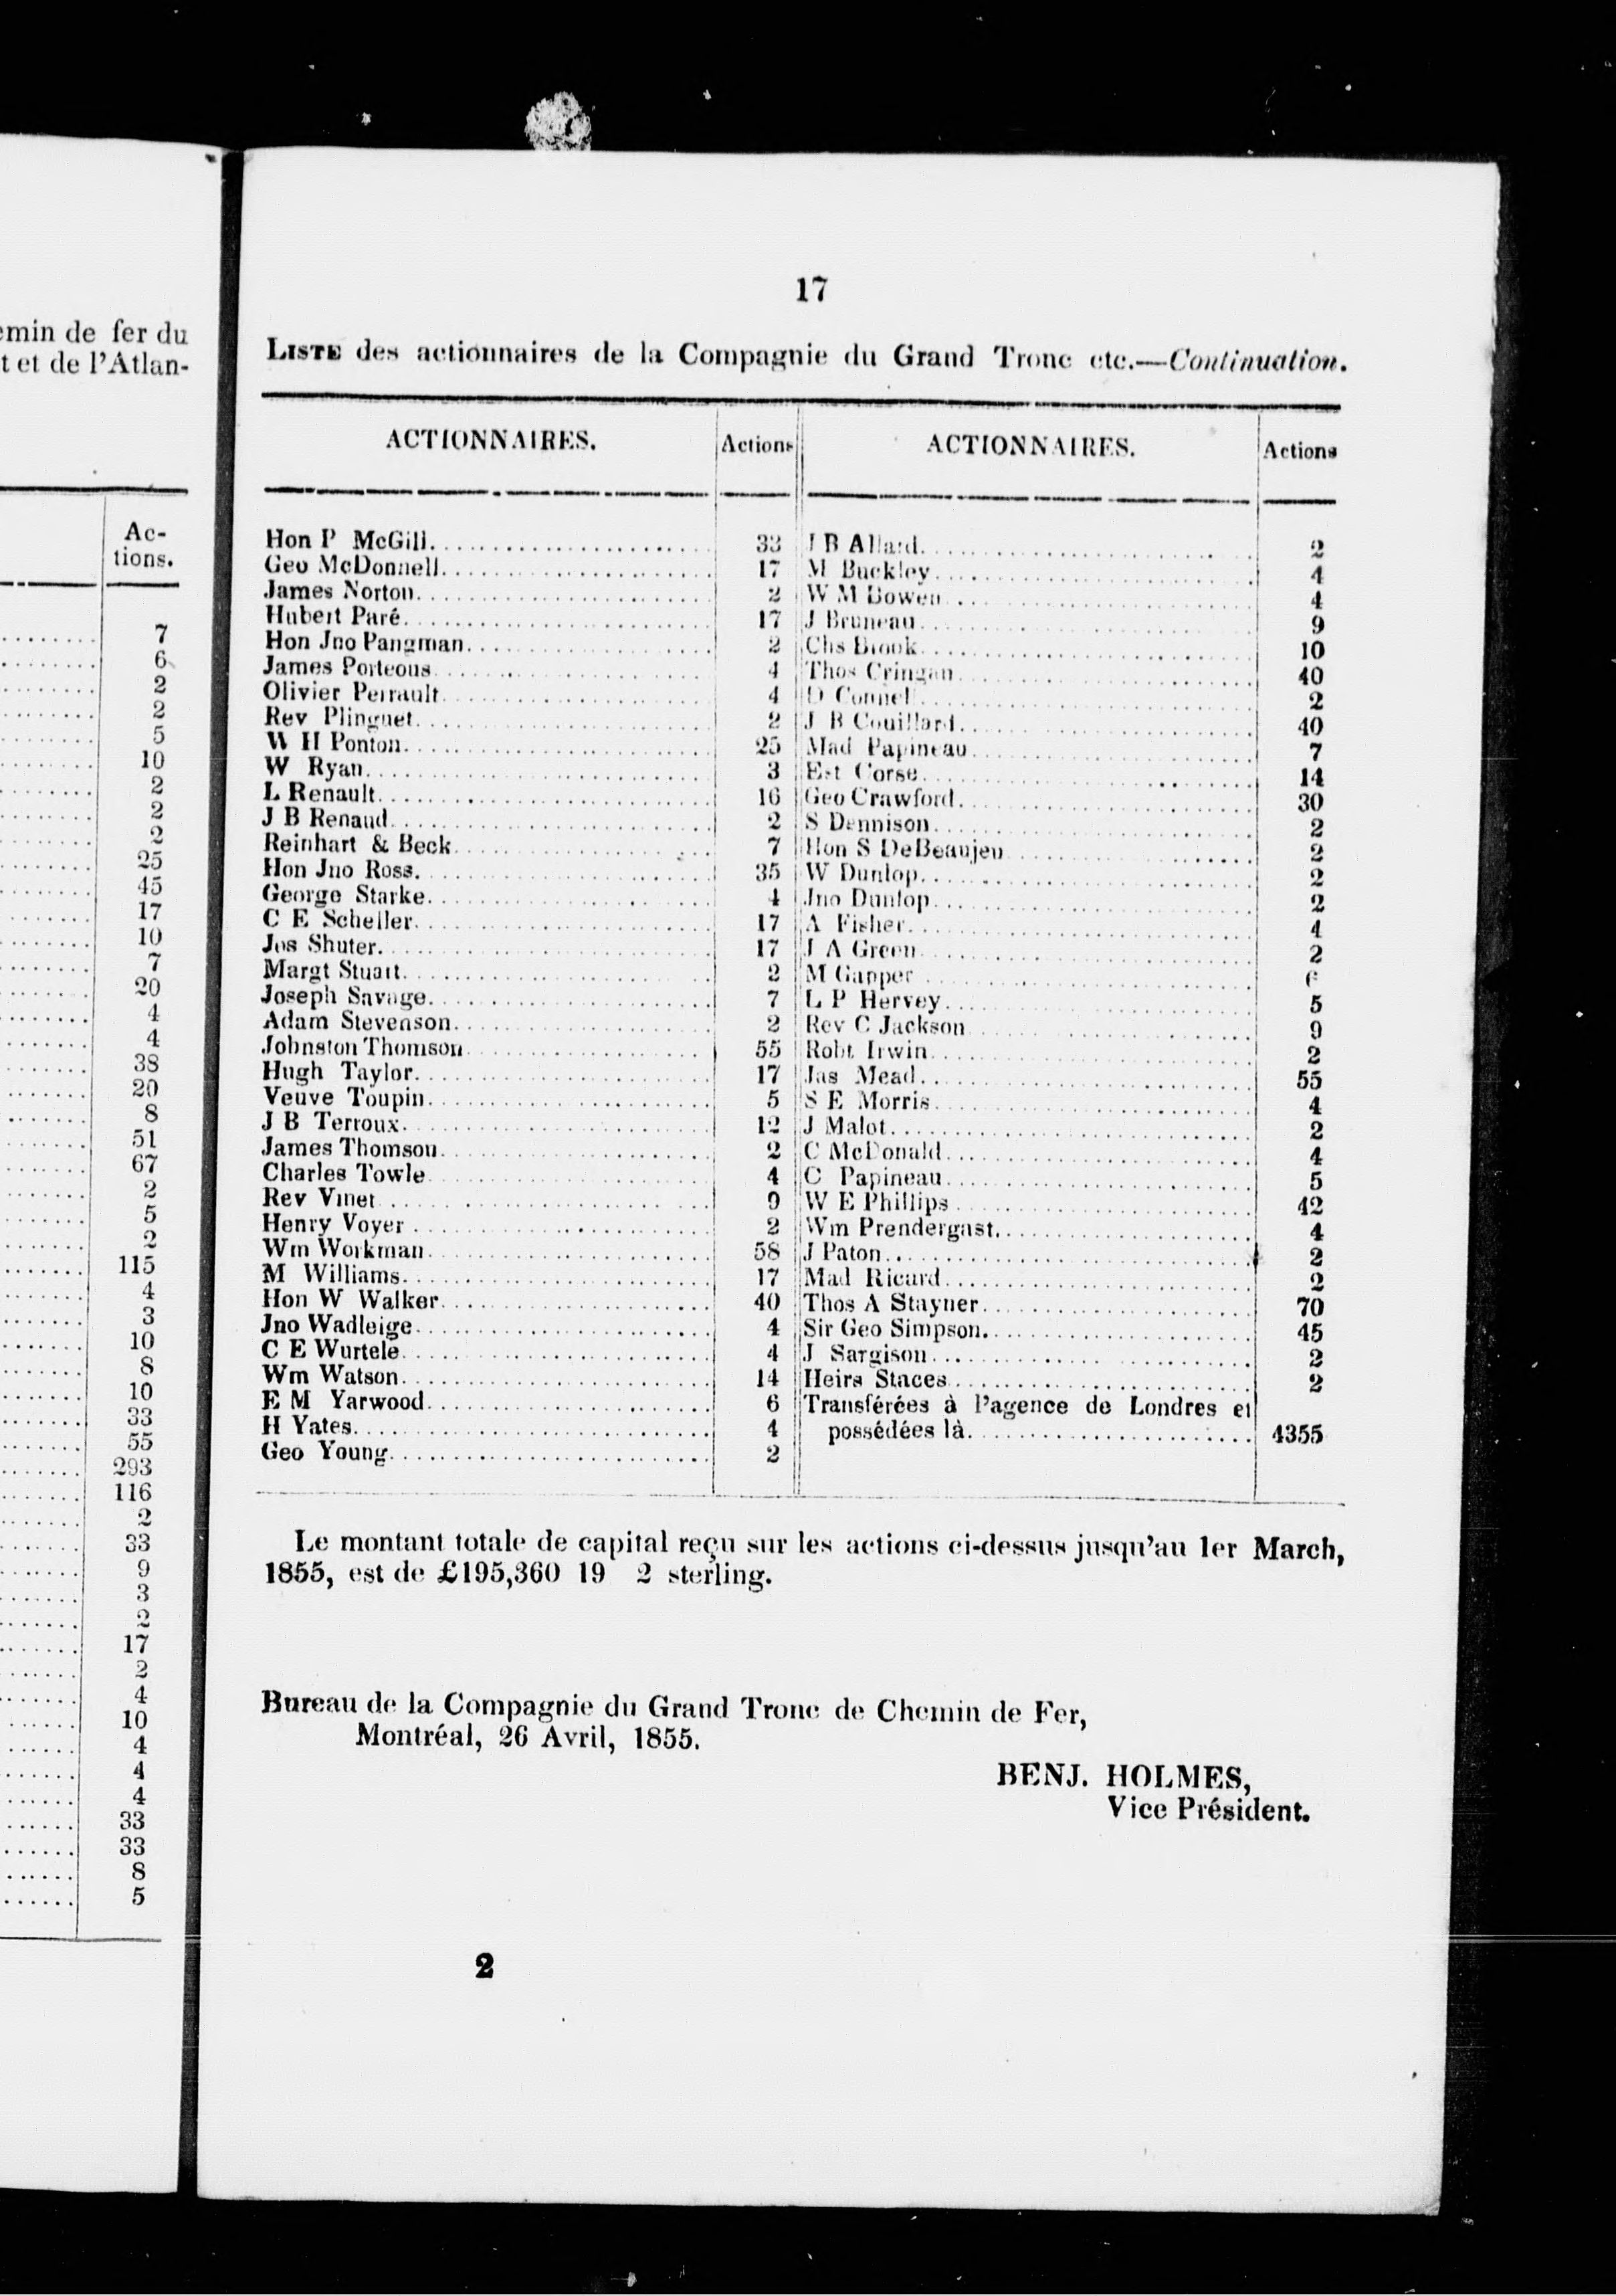 emin de fer du
t et de l'Atlan-
Ac-
tions.
7
6
2
2
5
10
2
2
2
25
45
17
10
7
20
4
4
38
20
8
51
67
2
5
2
115
4
3
10
8
10
33
55
293
116
2
33
9
3
2
17
2
4
10
4
4
4
33
33
8
5
17
LISTE des actionnaires de la Compagnie du Grand Tronc etc.—Continuation.
ACTIONNAIRES. Actions
Hon P McGill 33
Geo McDonnell 17
James Norton 2
Hubert Paré 17
Hon Jno Pangman 2
James Porteous 4
Olivier Perrault 4
Rev Plinguet 2
W H Ponton 25
W Ryan 3
L Renault 16
J B Renaud 2
Reinhart & Beck 7
Hon Jno Ross 35
George Starke 4
C E Scheller 17
Jos Shuter 17
Margt Stuart 2
Joseph Savage 7
Adam Stevenson 2
Johnston Thomson 55
Hugh Taylor 17
Veuve Toupin 5
J B Terroux 12
James Thomson 2
Charles Towle 4
Rev Vinet 9
Henry Voyer 2
Wm Workman 58
M Williams 17
Hon W Walker 40
Jno Wadleige 4
C E Wurtele 4
Wm Watson 14
E M Yarwood 6
H Yates 4
Geo Young 2
ACTIONNAIRES. Actions
J B Allard 2
M Buckley 4
W M Bowen 4
J Bruneau 9
Chs Brook 10
Thos Cringan 40
D Connell 2
J B Couillard 40
Mad Papineau 7
Est Corse 14
Geo Crawford 30
S Dennison 2
Hon S DeBeaujeu 2
W Dunlop 2
Jno Dunlop 2
A Fisher 4
J A Green 2
M Gapper
L P Hervey 5
Rev C Jackson 9
Robt Irwin 2
Jas Mead 55
S E Morris 4
J Malot 2
C McDonald 4
C Papineau 5
W E Phillips 42
Wm Prendergast 4
J Paton 2
Mad Ricard 2
Thos A Stayner 70
Sir Geo Simpson 45
J Sargison 2
Heirs Staces 2
Transférées à l'agence de Londres et
possédées là 4355
Le montant totale de capital reçu sur les actions ci-dessus jusqu'au 1er March,
1855, est de £195,360 19 2 sterling.
Bureau de la Compagnie du Grand Tronc de Chemin de Fer,
Montréal, 26 Avril, 1855.
BENJ. HOLMES,
Vice Président.
2